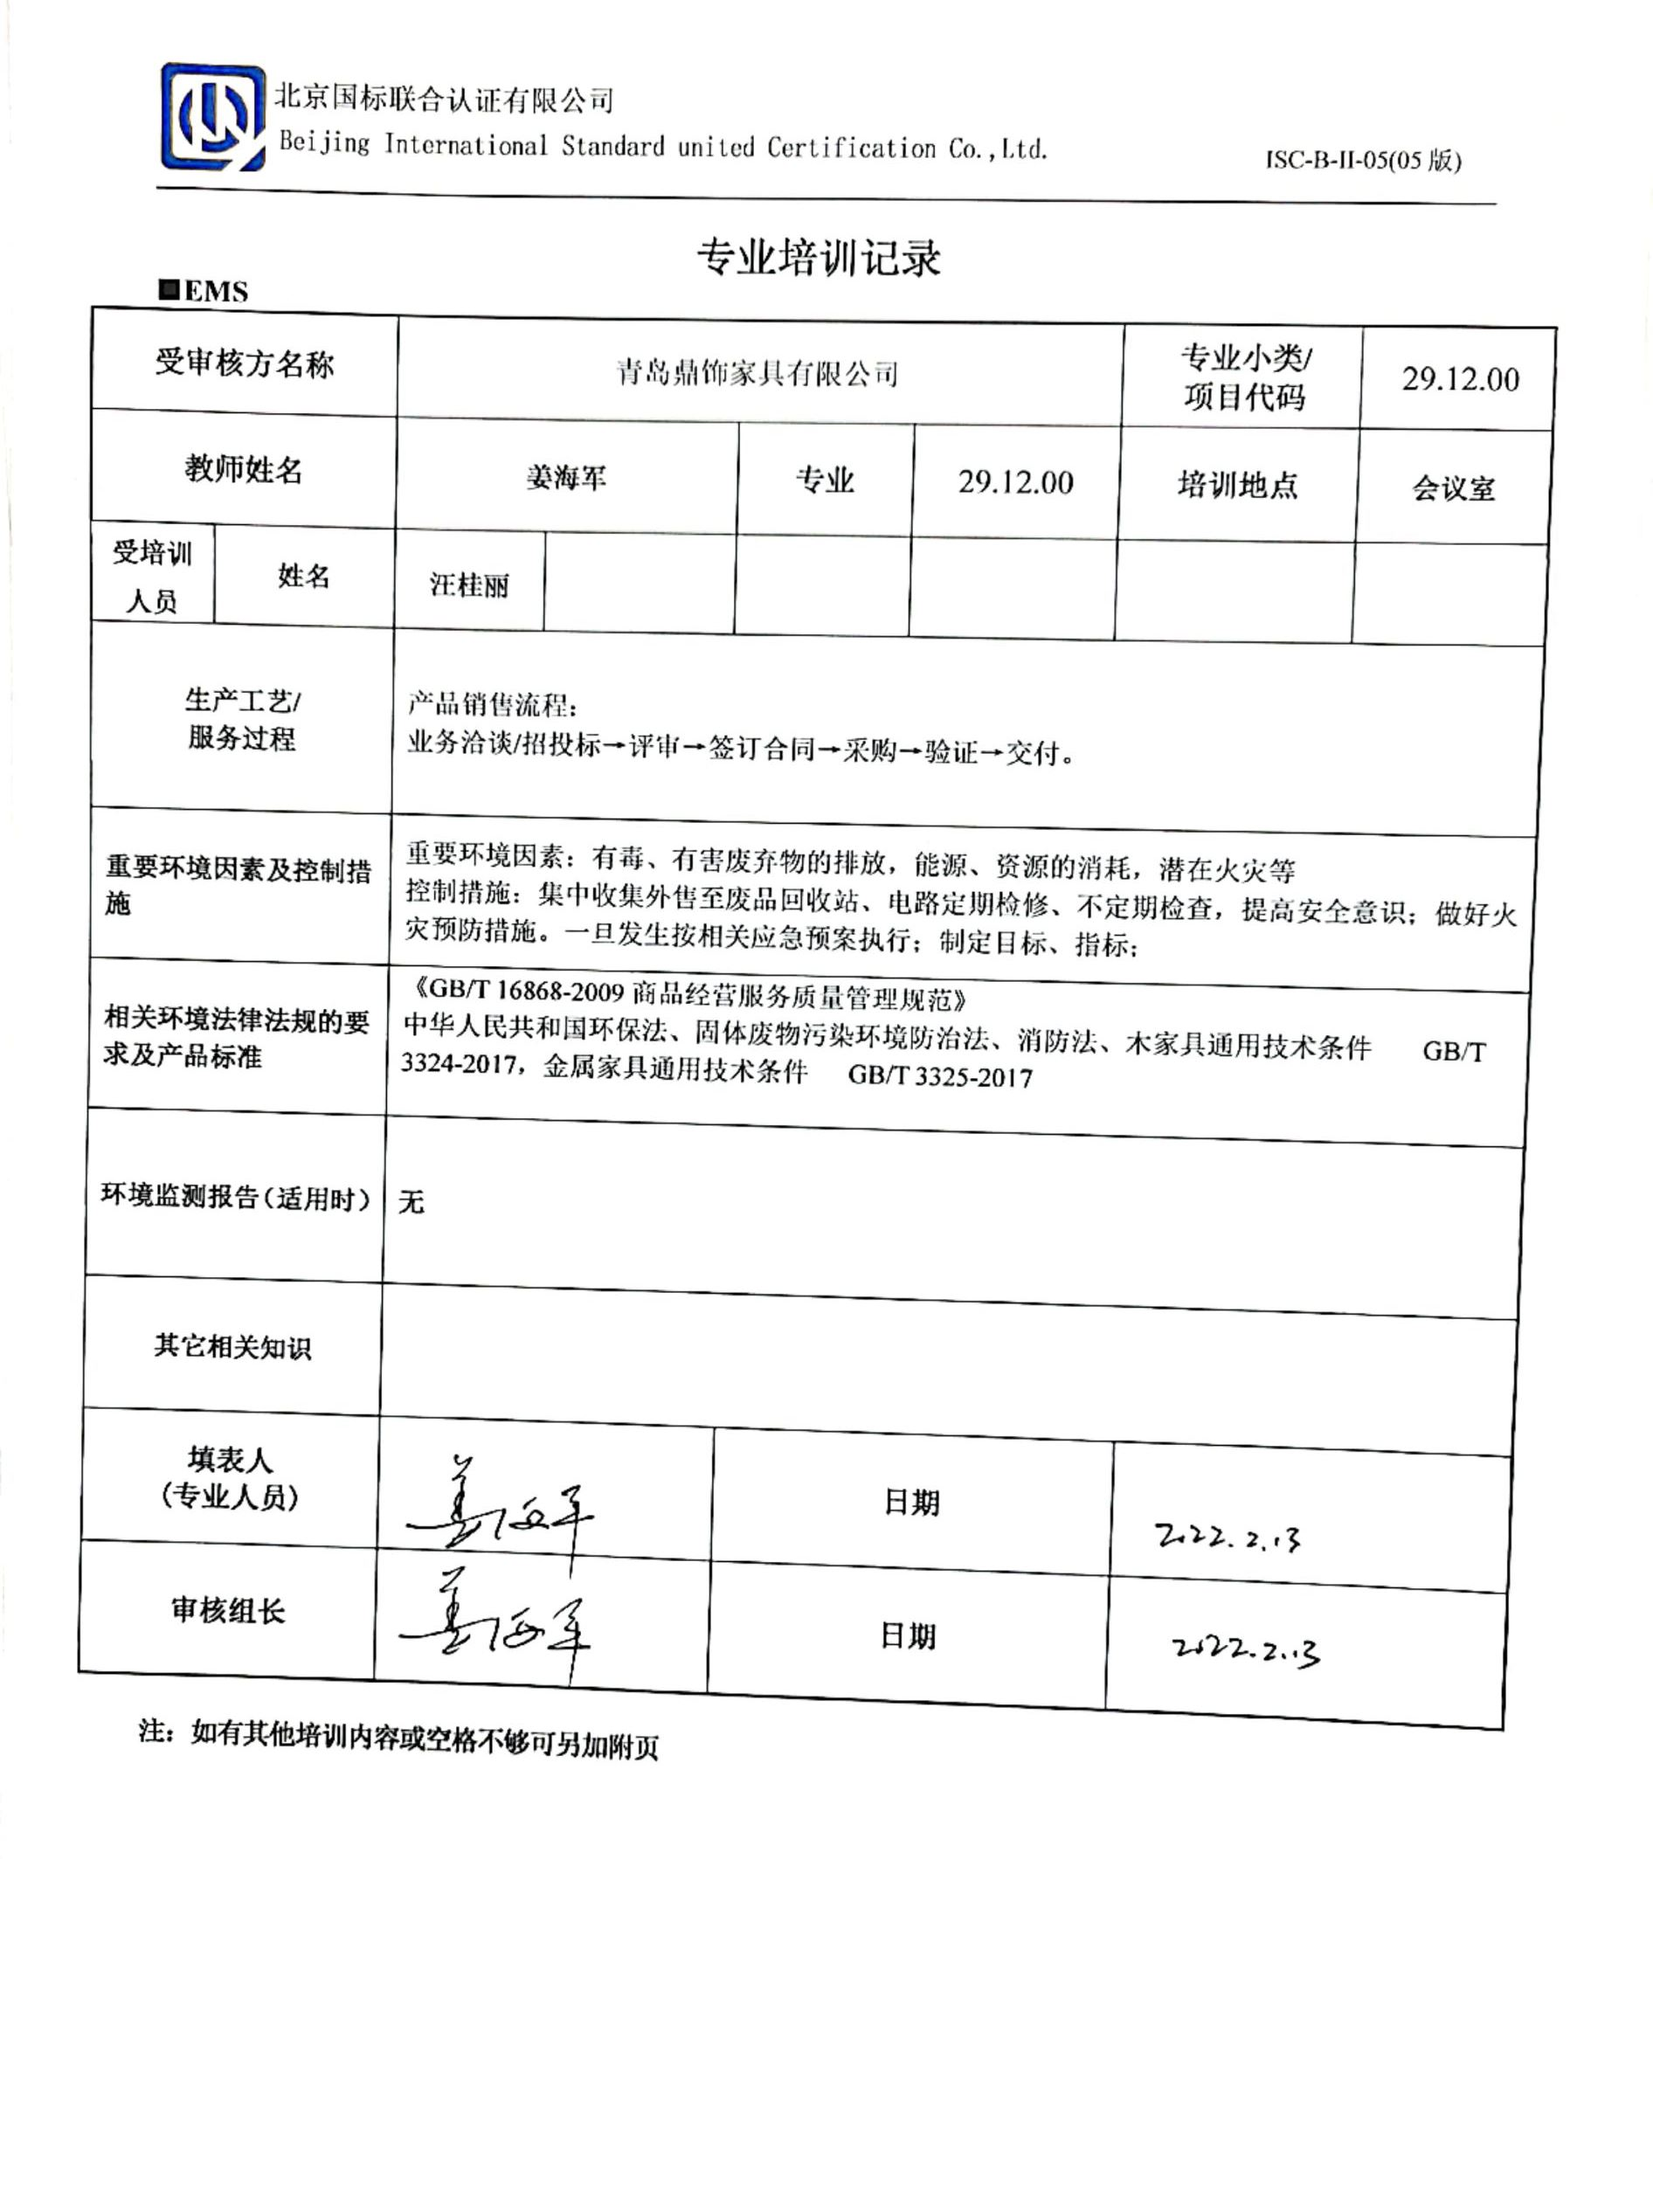 北京国标联合认证有限公司
Beijing International Standard united Certification Co.,Ltd.
ISC-B-II-05(05 版)
专业培训记录
■EMS
受审核方名称 青岛鼎饰家具有限公司 专业小类/
项目代码 29.12.00
教师姓名 姜海军 专业 29.12.00 培训地点 会议室
受培训
人员 姓名 汪桂丽
生产工艺/
服务过程
产品销售流程：
业务洽谈/招投标→评审→签订合同→采购→验证→交付。
重要环境因素及控制措
施
重要环境因素：有毒、有害废弃物的排放，能源、资源的消耗，潜在火灾等
控制措施：集中收集外售至废品回收站、电路定期检修、不定期检查，提高安全意识；做好火
灾预防措施。一旦发生按相关应急预案执行；制定目标、指标；
相关环境法律法规的要
求及产品标准
《GB/T 16868-2009 商品经营服务质量管理规范》
中华人民共和国环保法、固体废物污染环境防治法、消防法、木家具通用技术条件 GB/T
3324-2017，金属家具通用技术条件 GB/T 3325-2017
环境监测报告（适用时） 无
其它相关知识
填表人
（专业人员） 姜海军 日期 2022.2.13
审核组长 姜海军 日期 2022.2.13
注：如有其他培训内容或空格不够可另加附页